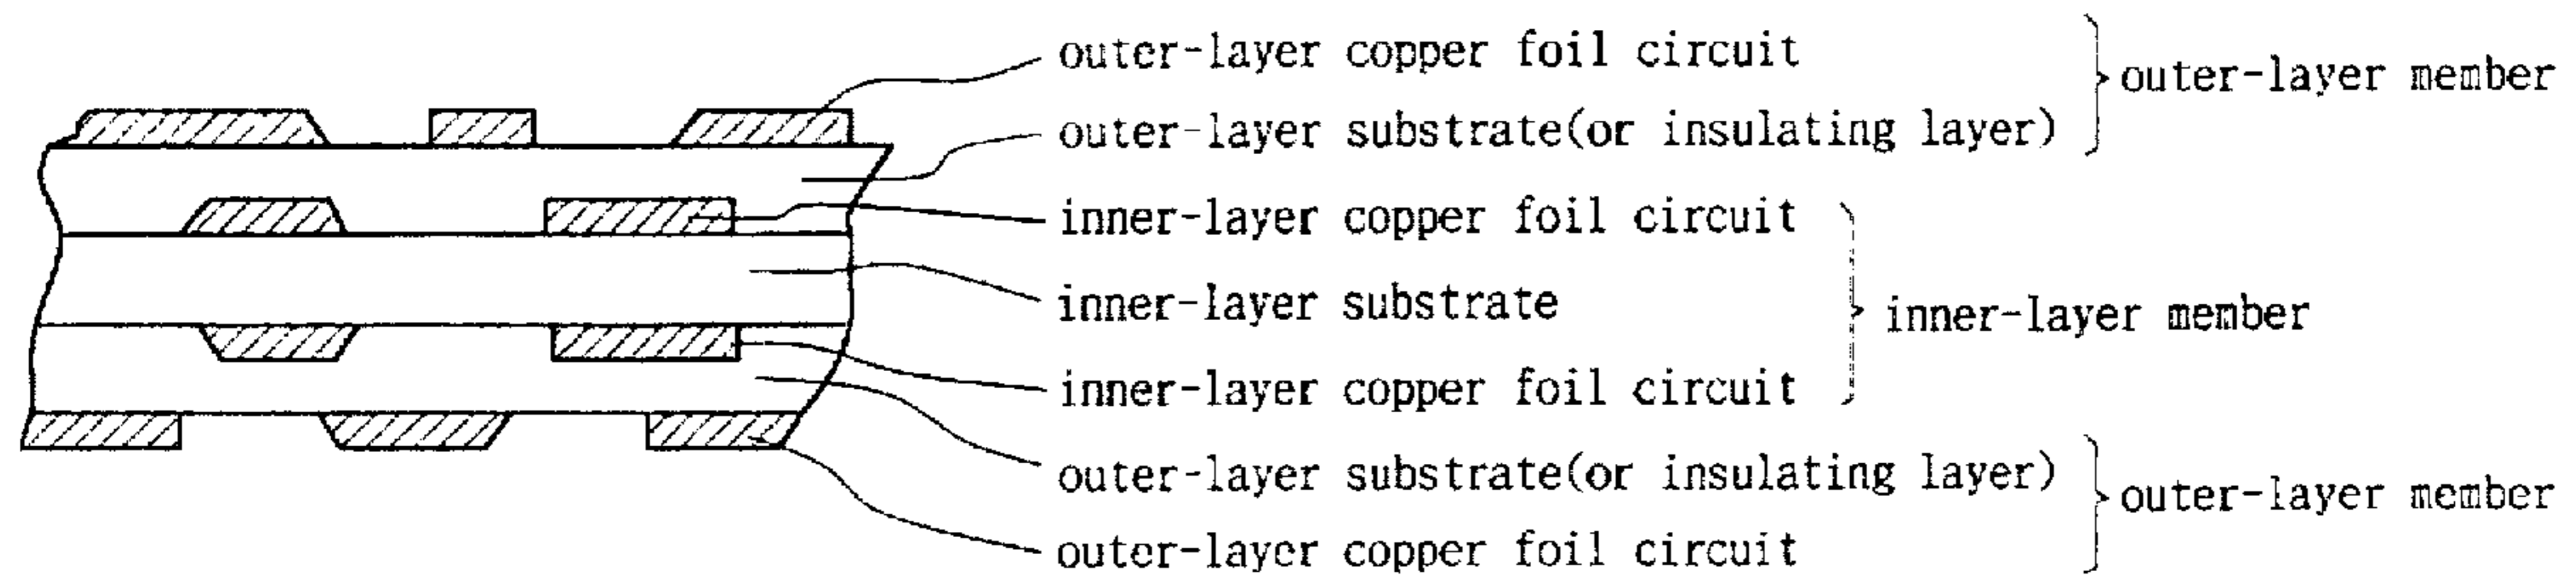 outer-layer copper foil circuit
outer-layer member
outer-layer substrate(or insulating layer)
inner-layer copper foil circuit
inner-layer substrate
inner-layer member
inner-layer copper foil circuit
outer-layer substrate(or insulating layer)
outer-layer member
outer-layer copper foil circuit